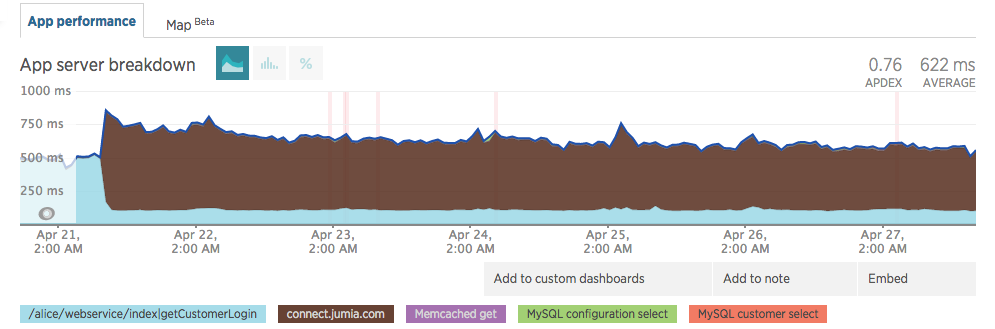 App performance
Map Beta
App server breakdown
%
0.76
622 ms
APDEX
AVERAGE
1000 ms
750 ms
500 ms
250 ms
Apr 21,
2:00 AM
Apr 22,
2:00 AM
Apr 23,
2:00 AM
Apr 24,
2:00 AM
Apr 25,
2:00 AM
Apr 26,
2:00 AM
Apr 27,
2:00 AM
Add to custom dashboards
Add to note
Embed
/alice/webservice/index|getCustomerLogin
connect.jumia.com
Memcached get
MySQL configuration select
MySQL customer select